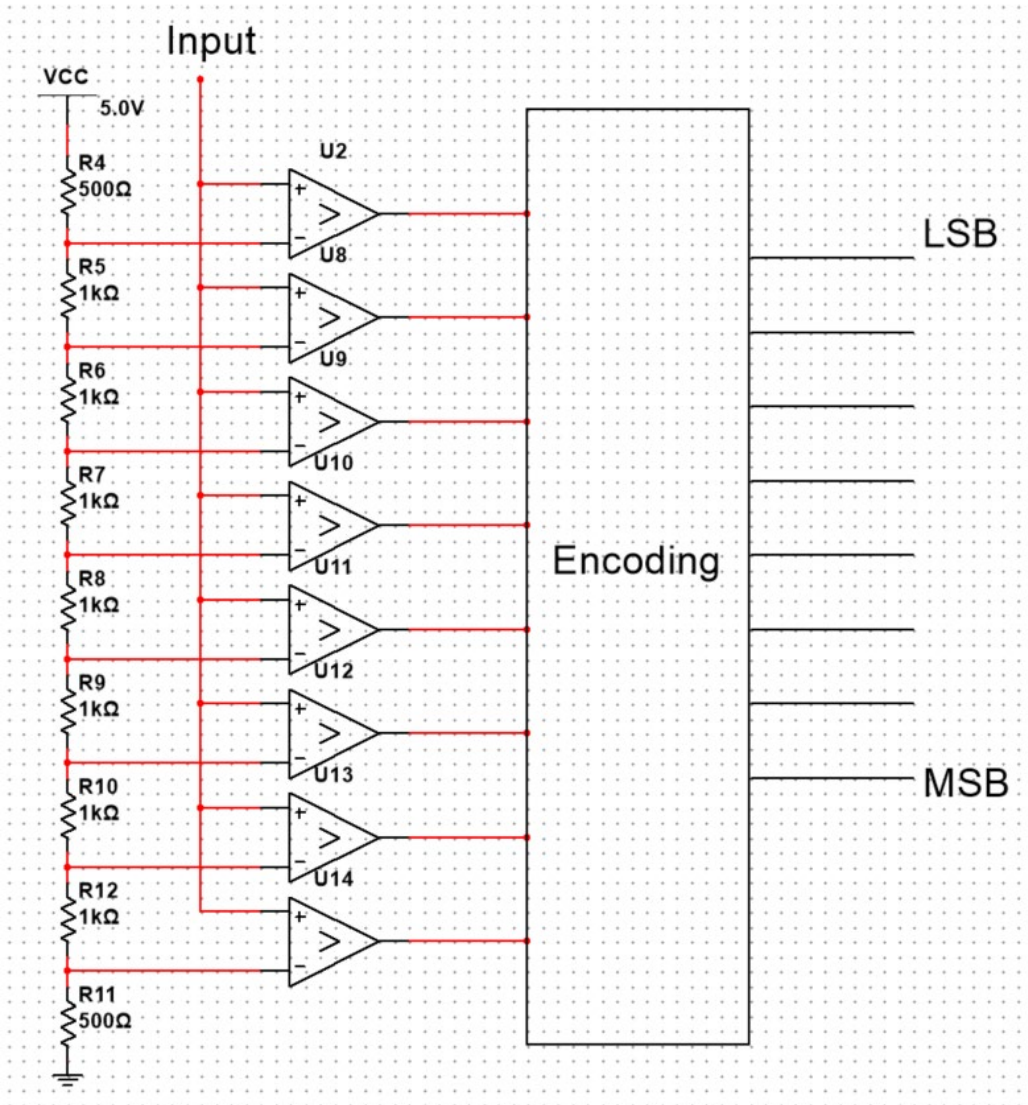 Input
VCC
5.0V
U2
R4
500Ω
+
>
−
U8
LSB
R5
1kΩ
+
>
−
U9
R6
1kΩ
+
>
−
U10
R7
1kΩ
+
>
−
U11
Encoding
R8
1kΩ
+
>
−
U12
R9
1kΩ
+
>
−
U13
MSB
R10
1kΩ
+
>
−
U14
R12
1kΩ
+
>
−
R11
500Ω